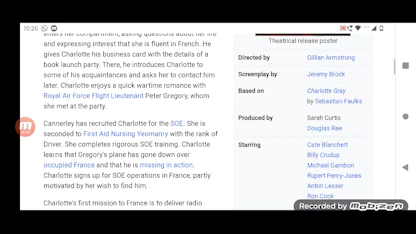 10:26
enters her compartment, asking questions about her life
and expressing interest that she is fluent in French. He
gives Charlotte his business card with the details of a
book launch party. There, he introduces Charlotte to
some of his acquaintances and asks her to contact him
later. Charlotte enjoys a quick wartime romance with
Royal Air Force Flight Lieutenant Peter Gregory, whom
she met at the party.
Cannerley has recruited Charlotte for the SOE. She is
seconded to First Aid Nursing Yeomanry with the rank of
Driver. She completes rigorous SOE training. Charlotte
learns that Gregory's plane has gone down over
occupied France and that he is missing in action.
Charlotte signs up for SOE operations in France, partly
motivated by her wish to find him.
Charlotte's first mission to France is to deliver radio
Theatrical release poster
Directed by Gillian Armstrong
Screenplay by Jeremy Brock
Based on Charlotte Gray
by Sebastian Faulks
Produced by Sarah Curtis
Douglas Rae
Starring Cate Blanchett
Billy Crudup
Michael Gambon
Rupert Penry-Jones
Anton Lesser
Ron Cook
Recorded by Mobizen